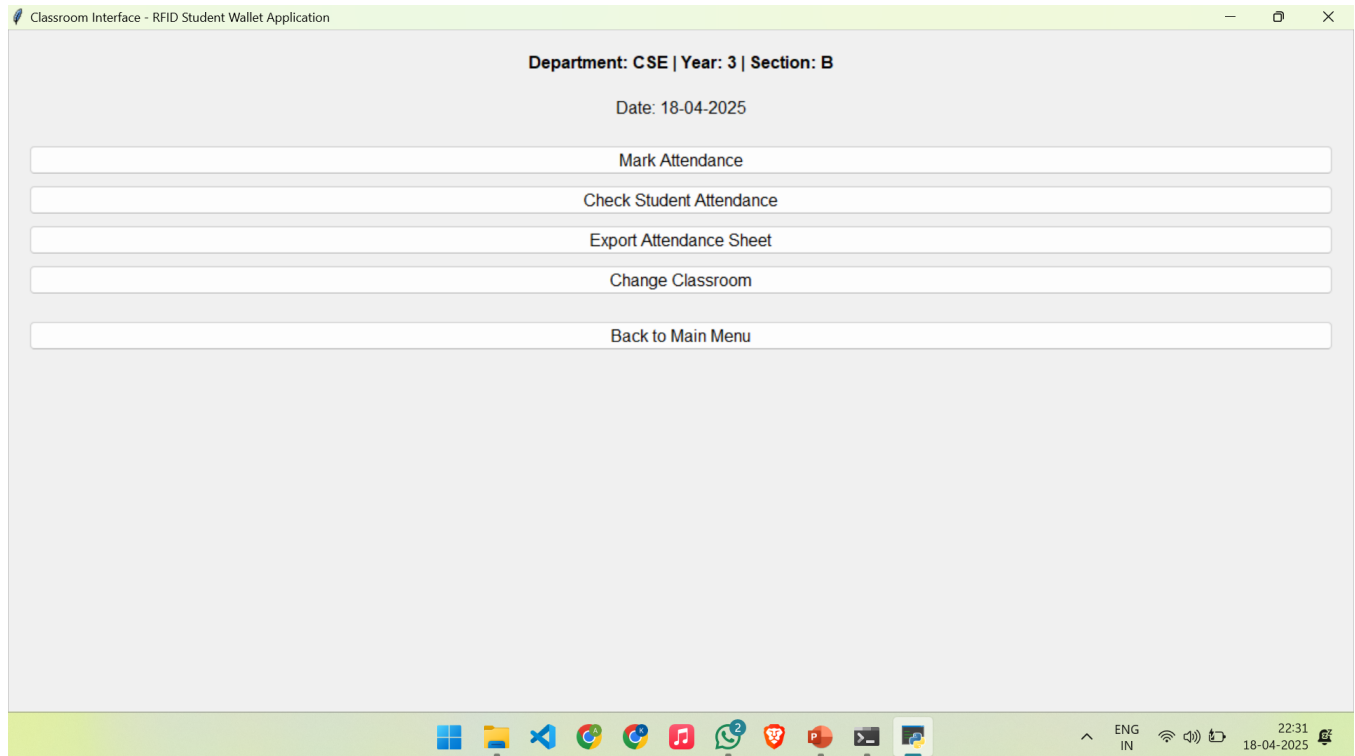 Classroom Interface - RFID Student Wallet Application
Department: CSE | Year: 3 | Section: B
Date: 18-04-2025
Mark Attendance
Check Student Attendance
Export Attendance Sheet
Change Classroom
Back to Main Menu
2
ENG
IN
22:31
18-04-2025